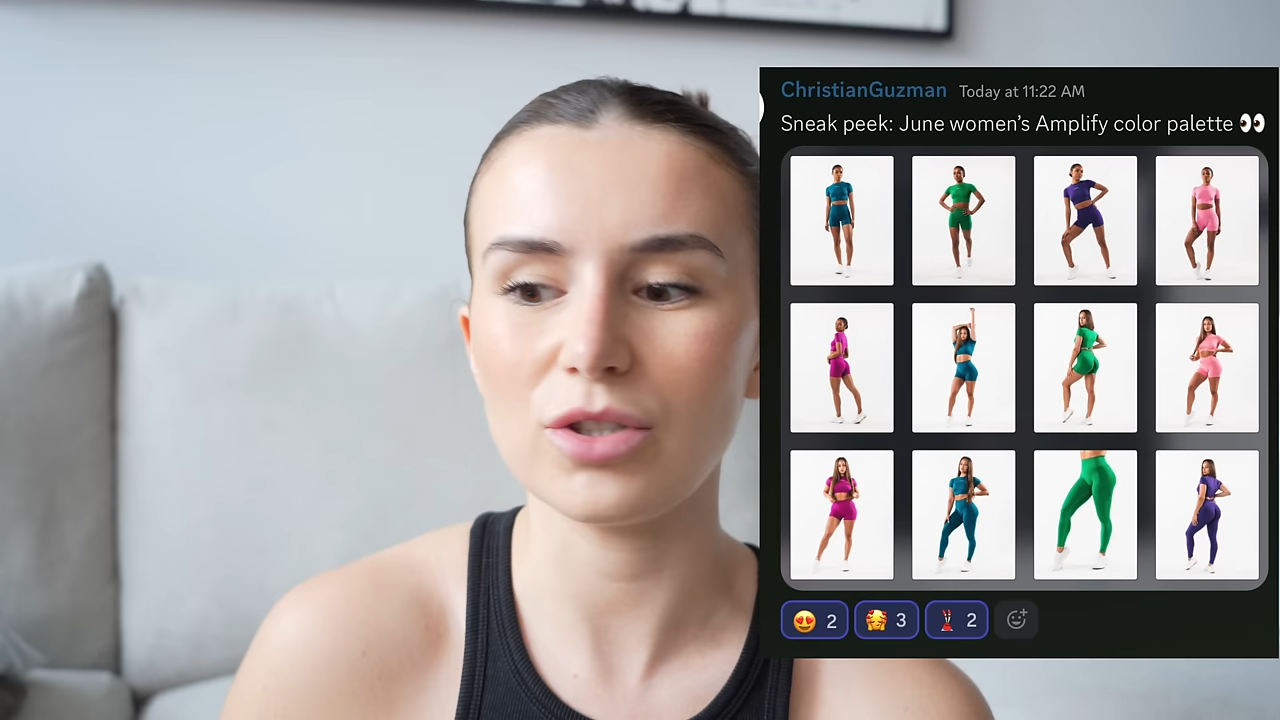 ChristianGuzman Today at 11:22 AM
Sneak peek: June women's Amplify color palette 👀
😍 2 🥰 3 2